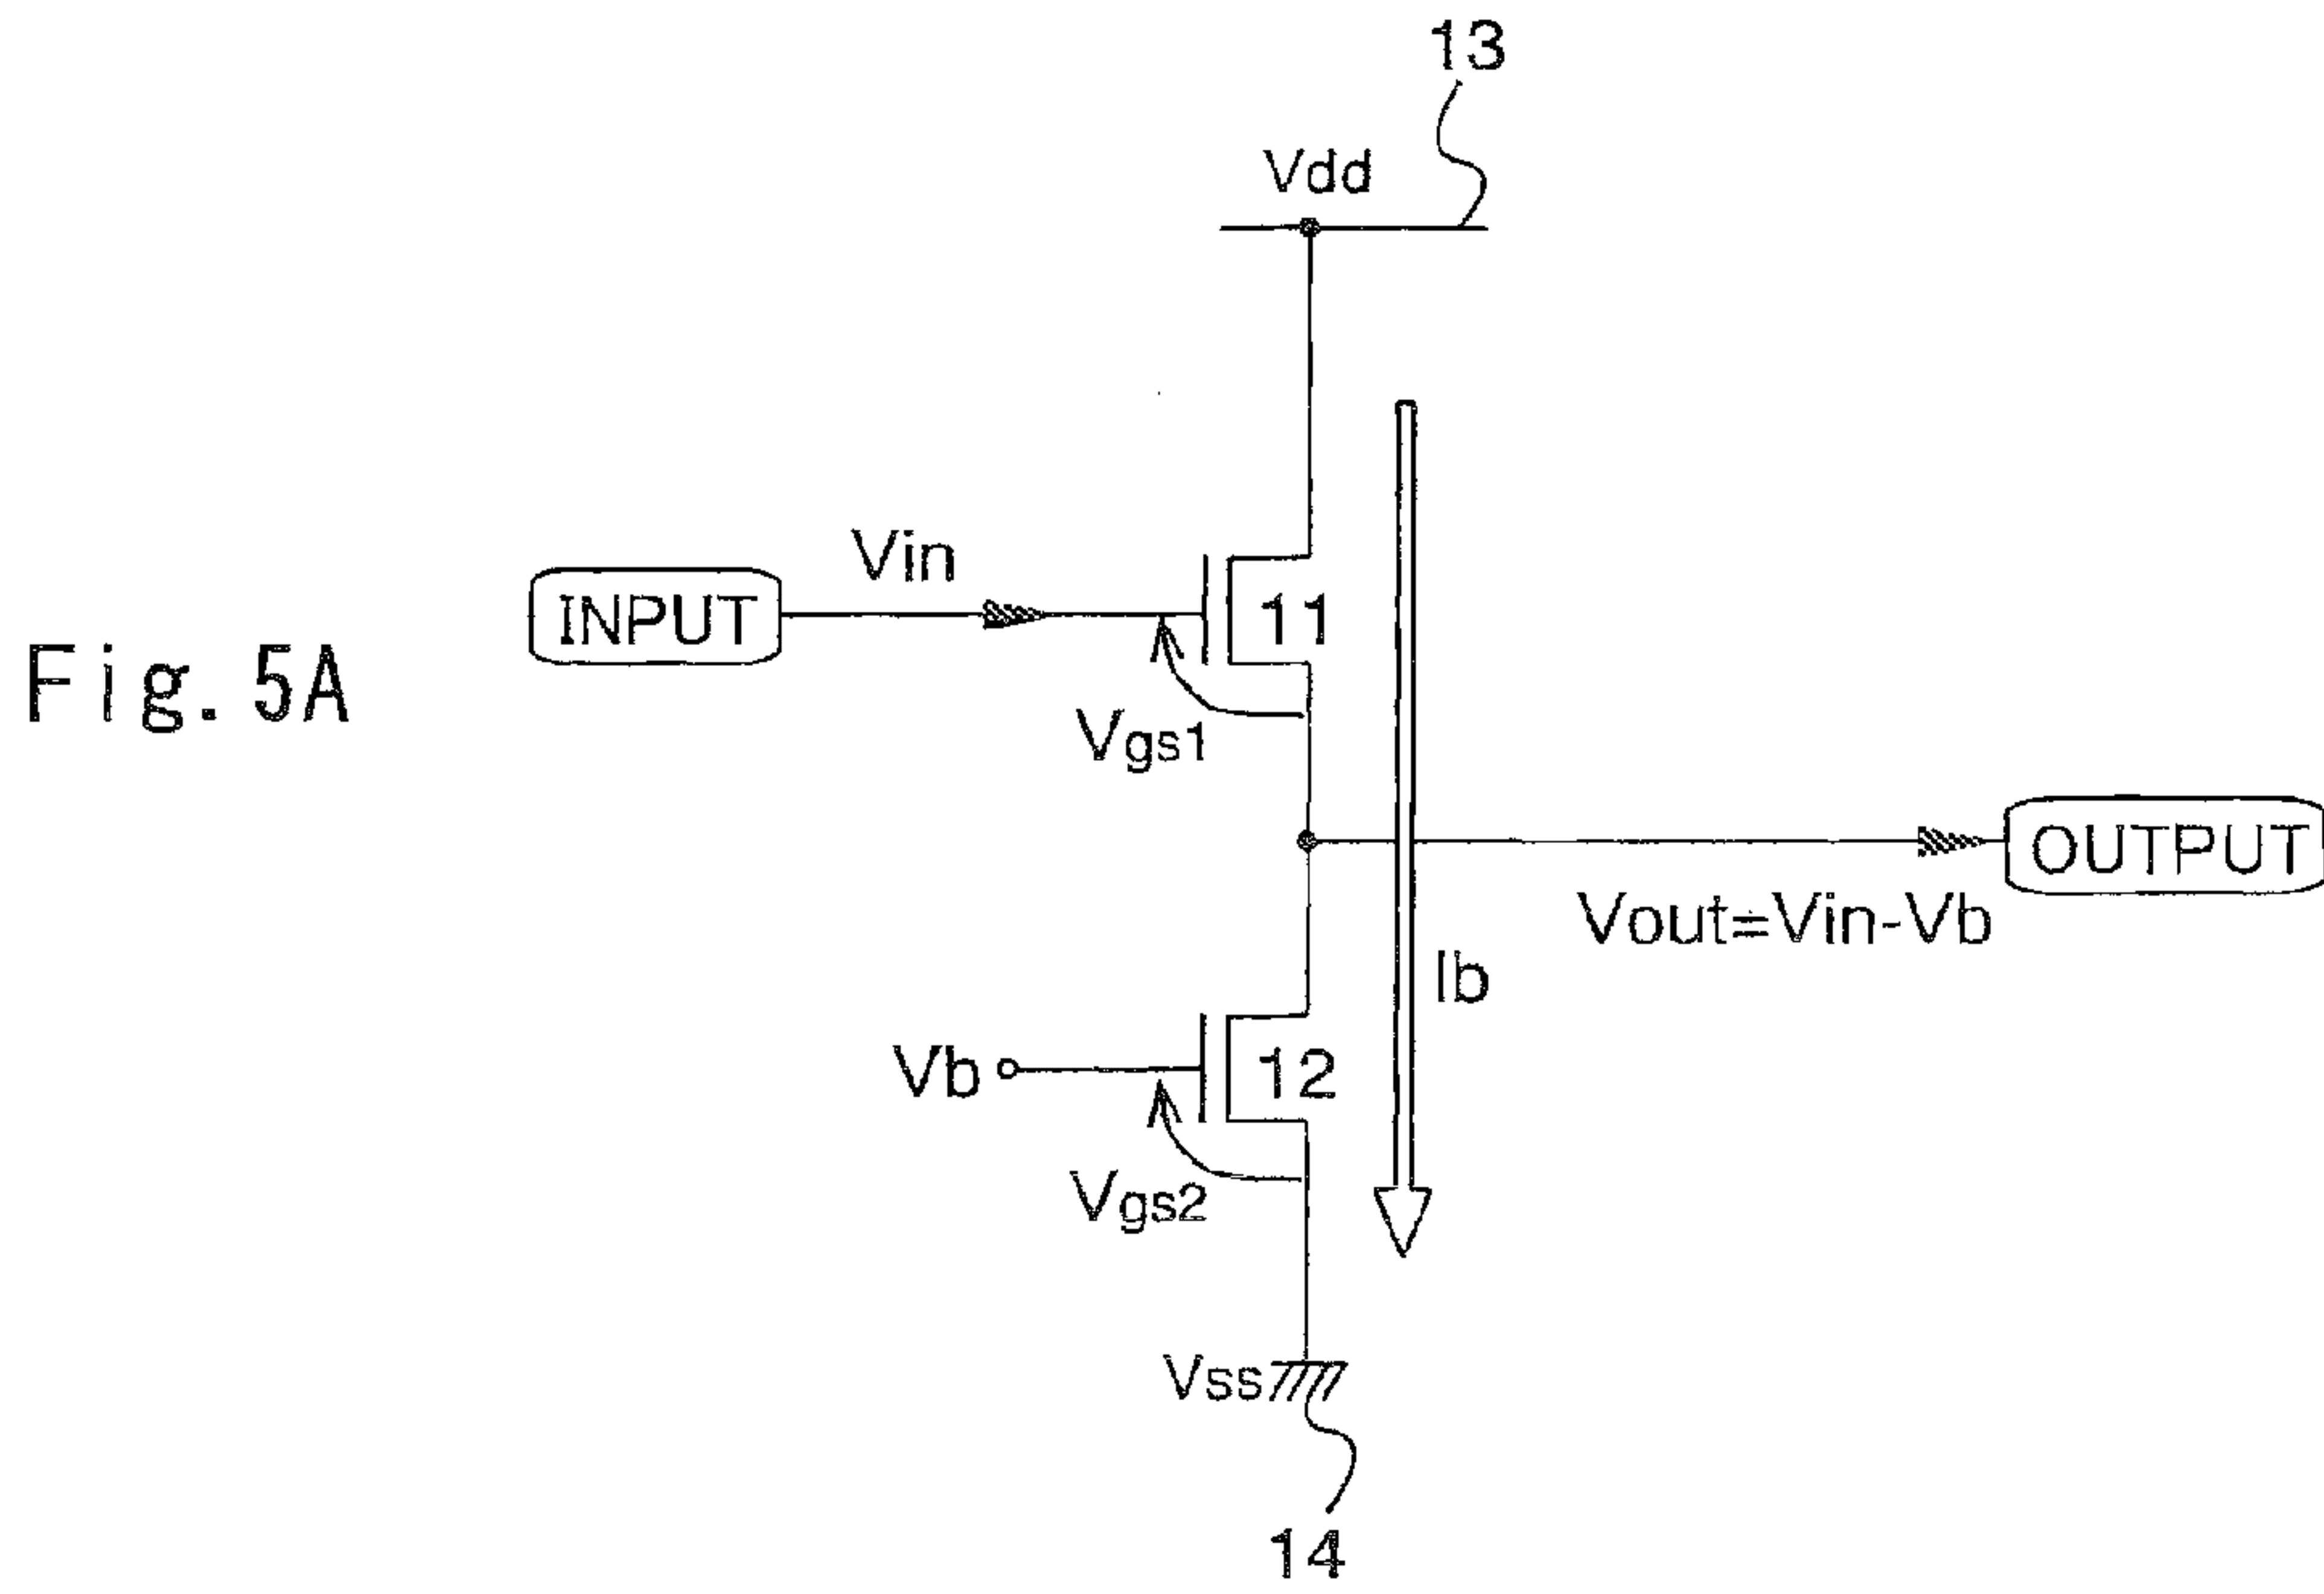 13
Vdd
Vin
INPUT
11
Fig. 5A
Vgs1
OUTPUT
Vout=Vin-Vb
Ib
Vb
12
Vgs2
Vss
14